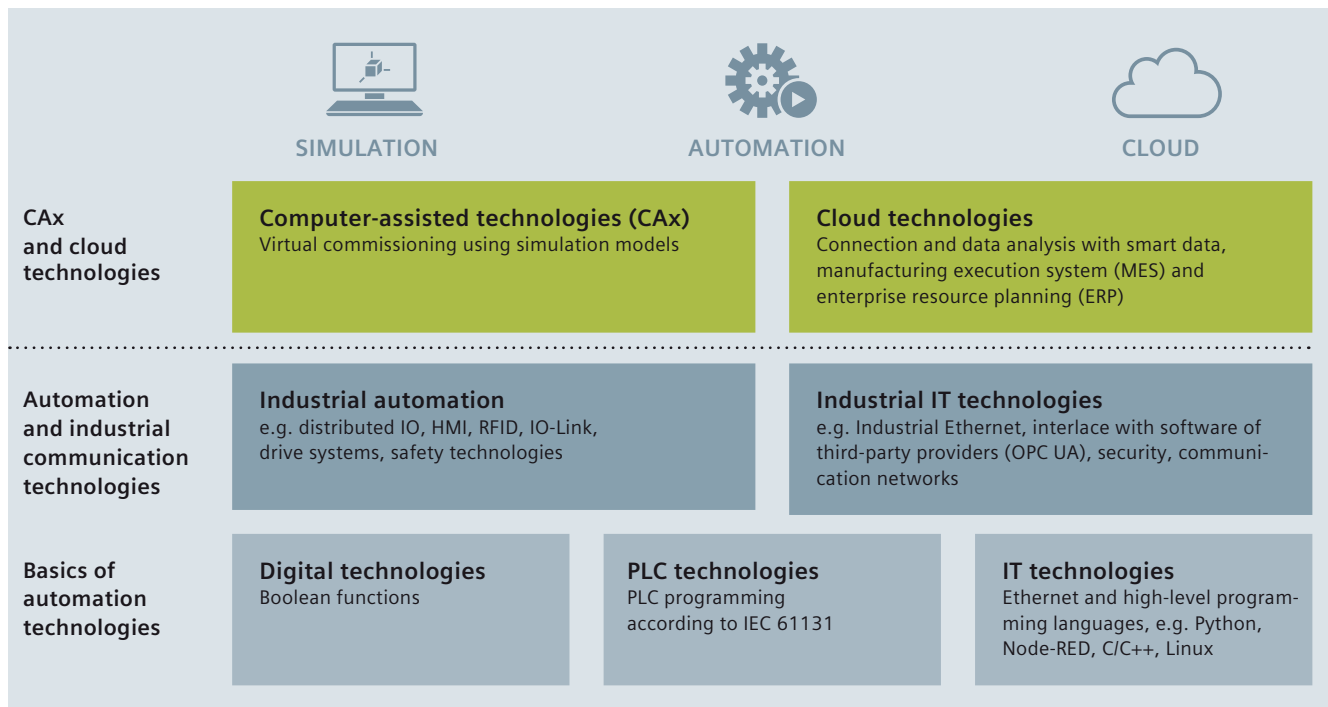 SIMULATION
AUTOMATION
CLOUD
CAx
and cloud
technologies
Computer-assisted technologies (CAx)
Virtual commissioning using simulation models
Cloud technologies
Connection and data analysis with smart data,
manufacturing execution system (MES) and
enterprise resource planning (ERP)
Automation
and industrial
communication
technologies
Industrial automation
e.g. distributed IO, HMI, RFID, IO-Link,
drive systems, safety technologies
Industrial IT technologies
e.g. Industrial Ethernet, interlace with software of
third-party providers (OPC UA), security, communi-
cation networks
Basics of
automation
technologies
Digital technologies
Boolean functions
PLC technologies
PLC programming
according to IEC 61131
IT technologies
Ethernet and high-level program-
ming languages, e.g. Python,
Node-RED, C/C++, Linux